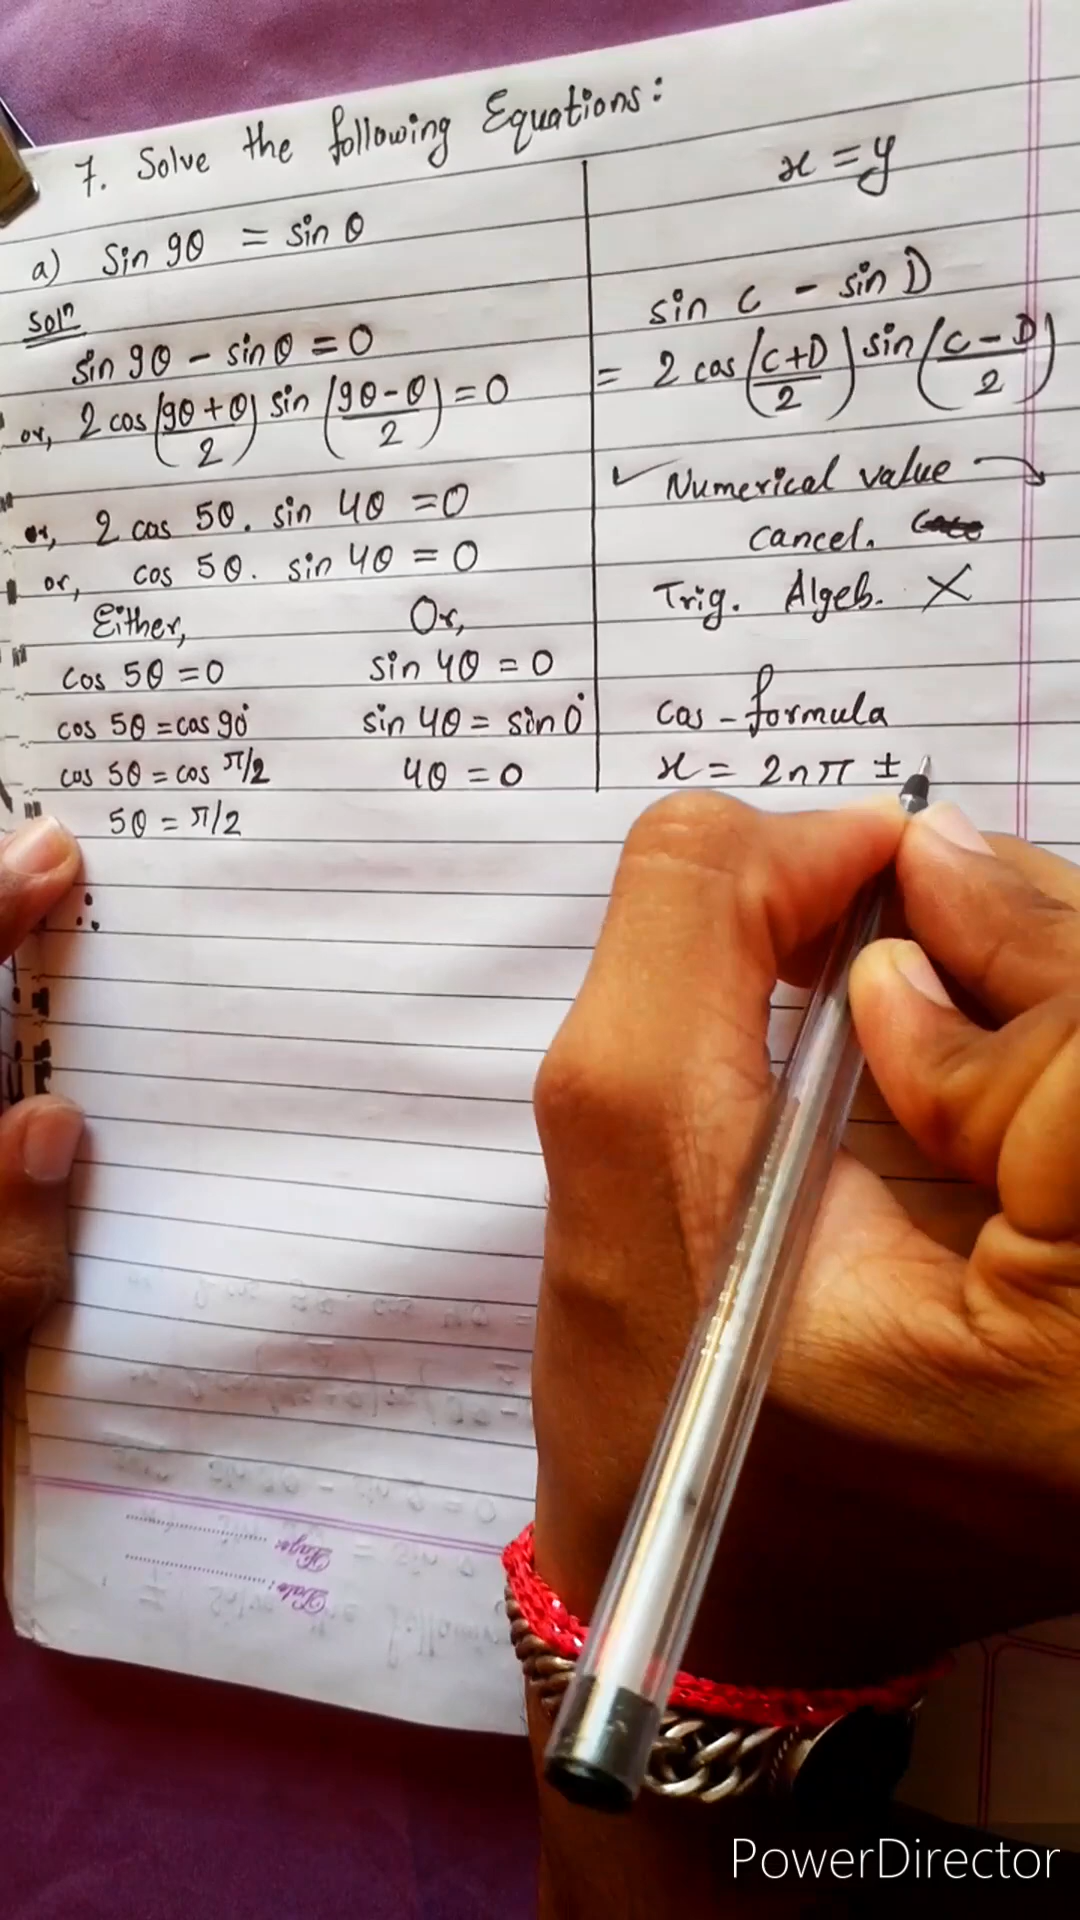 7. Solve the following Equations:
a) Sin 9θ = sin θ
Solⁿ
sin 9θ - sin θ = 0
or, 2 cos (9θ + θ / 2) sin (9θ - θ / 2) = 0
or, 2 cos 5θ. sin 4θ = 0
or, cos 5θ. sin 4θ = 0
Either, Or,
cos 5θ = 0 sin 4θ = 0
cos 5θ = cos 90° sin 4θ = sin 0°
cos 5θ = cos π/2 4θ = 0
5θ = π/2
∴
x = y
sin C - sin D
= 2 cos (C + D / 2) sin (C - D / 2)
✓ Numerical value →
cancel.
Trig. Algeb. ✗
cos - formula
x = 2nπ ±
Page:
Date:
PowerDirector